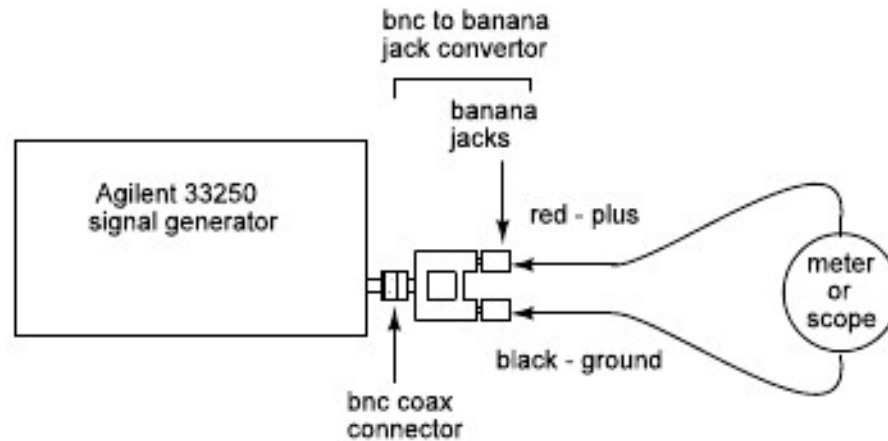 bnc to banana
jack convertor
banana
jacks
Agilent 33250
signal generator
red - plus
meter
or
scope
black - ground
bnc coax
connector